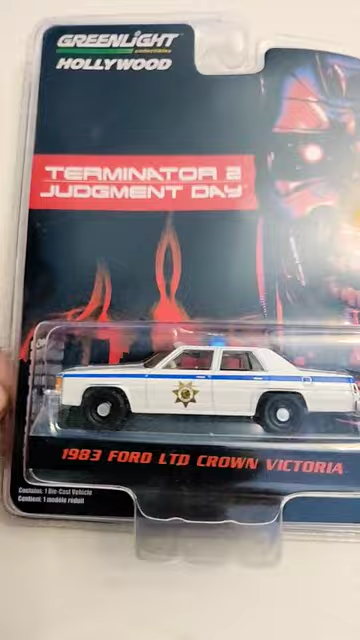 GREENLIGHT
collectibles
HOLLYWOOD
TERMINATOR 2
JUDGMENT DAY
1983 FORD LTD CROWN VICTORIA
Contains: 1 Die-Cast Vehicle
Contient: 1 modèle réduit